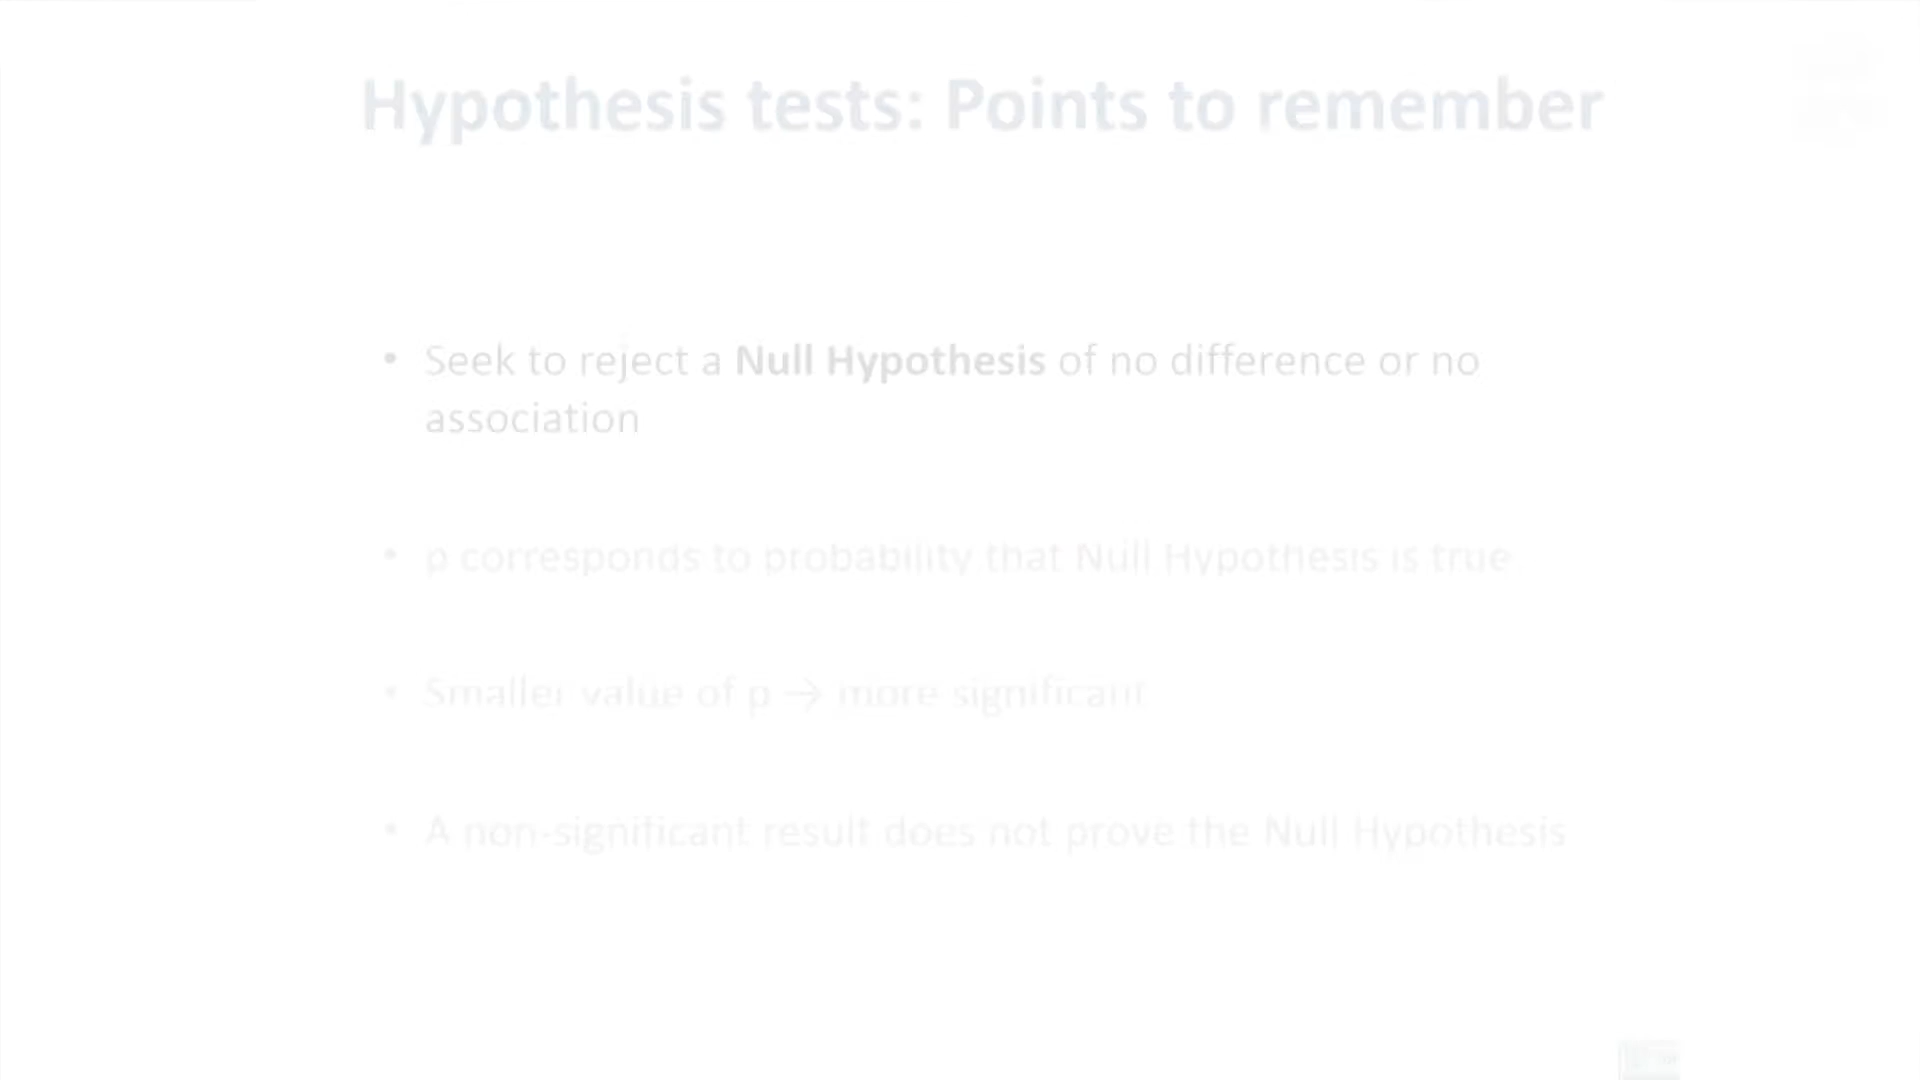 Hypothesis tests: Points to remember
• Seek to reject a Null Hypothesis of no difference or no
association
• p corresponds to probability that Null Hypothesis is true
• Smaller value of p → more significant
• A non-significant result does not prove the Null Hypothesis